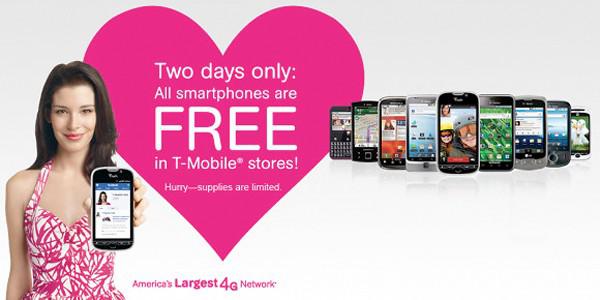 Two days only:
All smartphones are
FREE
in T-Mobile® stores!
Hurry—supplies are limited.
America's Largest 4G Network®